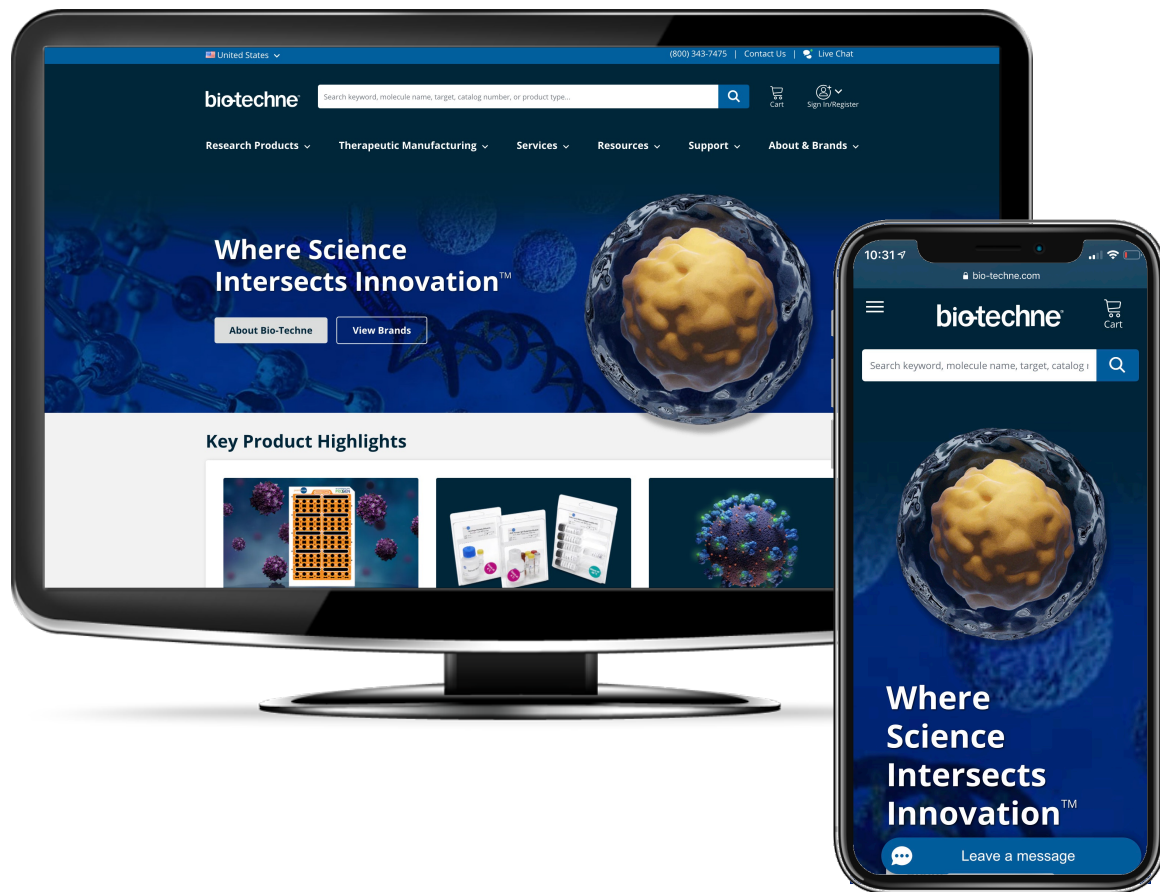 United States
(800) 343-7475 | Contact Us | Live Chat
bio-techne
Search keyword, molecule name, target, catalog number, or product type...
Cart
Sign In/Register
Research Products
Therapeutic Manufacturing
Services
Resources
Support
About & Brands
Where Science
Intersects Innovation™
About Bio-Techne
View Brands
Key Product Highlights
10:31
bio-techne.com
bio-techne
Cart
Search keyword, molecule name, target, catalog
Where
Science
Intersects
Innovation™
Leave a message